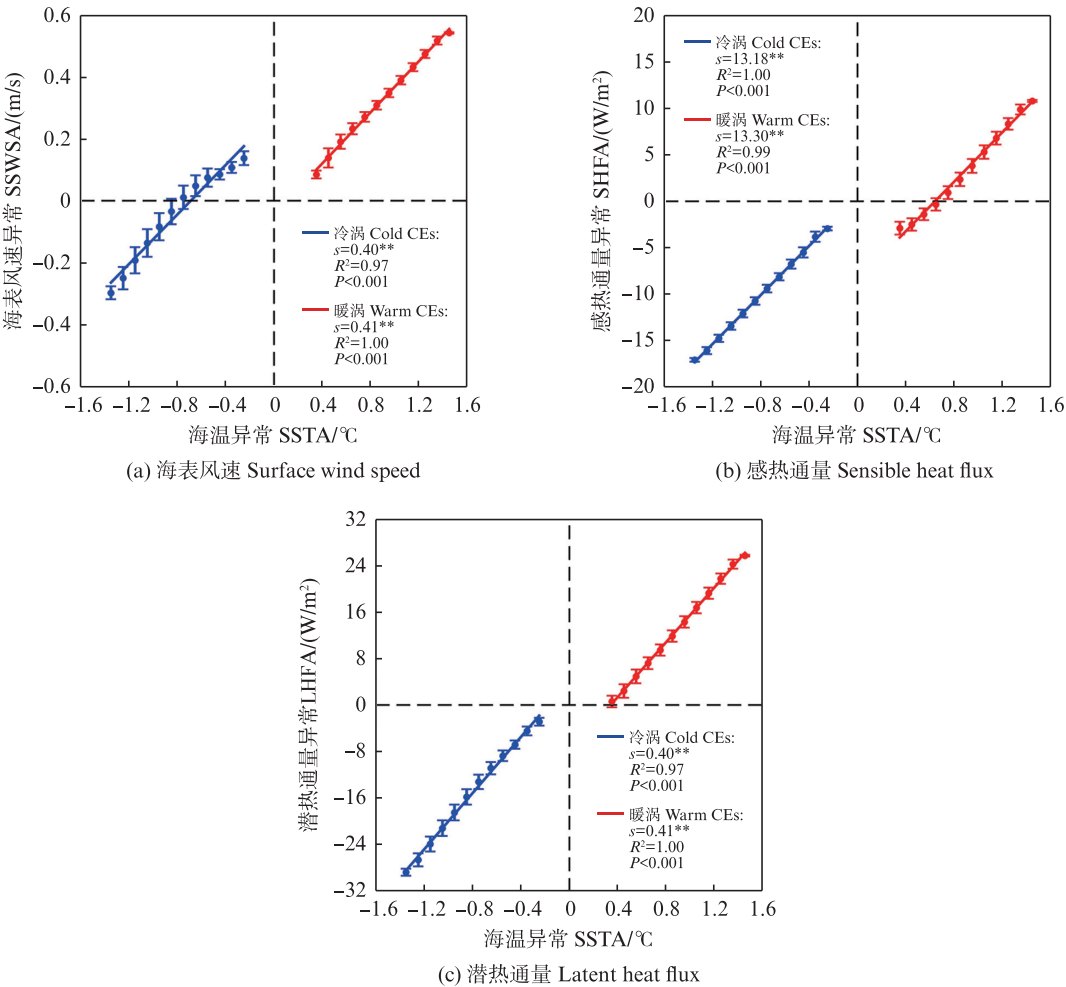 海表风速异常 SSWSA/(m/s)
0.6
0.4
0.2
0
−0.2
−0.4
−0.6
冷涡 Cold CEs:
s=0.40**
R²=0.97
P<0.001
暖涡 Warm CEs:
s=0.41**
R²=1.00
P<0.001
−1.6 −1.2 −0.8 −0.4 0 0.4 0.8 1.2 1.6
海温异常 SSTA/℃
(a) 海表风速 Surface wind speed
感热通量异常 SHFA/(W/m²)
20
15
10
5
0
−5
−10
−15
−20
冷涡 Cold CEs:
s=13.18**
R²=1.00
P<0.001
暖涡 Warm CEs:
s=13.30**
R²=0.99
P<0.001
−1.6 −1.2 −0.8 −0.4 0 0.4 0.8 1.2 1.6
海温异常 SSTA/℃
(b) 感热通量 Sensible heat flux
潜热通量异常LHFA/(W/m²)
32
24
16
8
0
−8
−16
−24
−32
冷涡 Cold CEs:
s=0.40**
R²=0.97
P<0.001
暖涡 Warm CEs:
s=0.41**
R²=1.00
P<0.001
−1.6 −1.2 −0.8 −0.4 0 0.4 0.8 1.2 1.6
海温异常 SSTA/℃
(c) 潜热通量 Latent heat flux